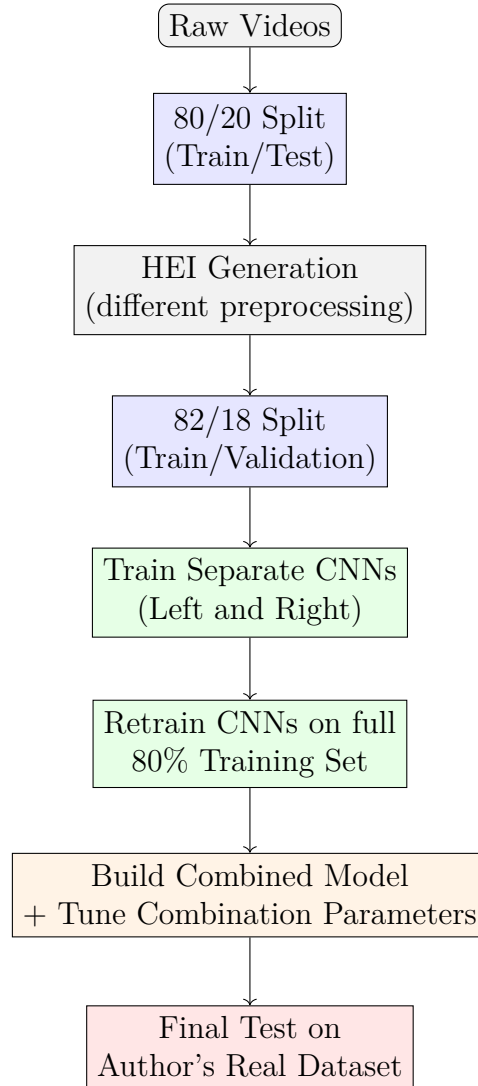 Raw Videos
80/20 Split
(Train/Test)
HEI Generation
(different preprocessing)
82/18 Split
(Train/Validation)
Train Separate CNNs
(Left and Right)
Retrain CNNs on full
80% Training Set
Build Combined Model
+ Tune Combination Parameters
Final Test on
Author's Real Dataset